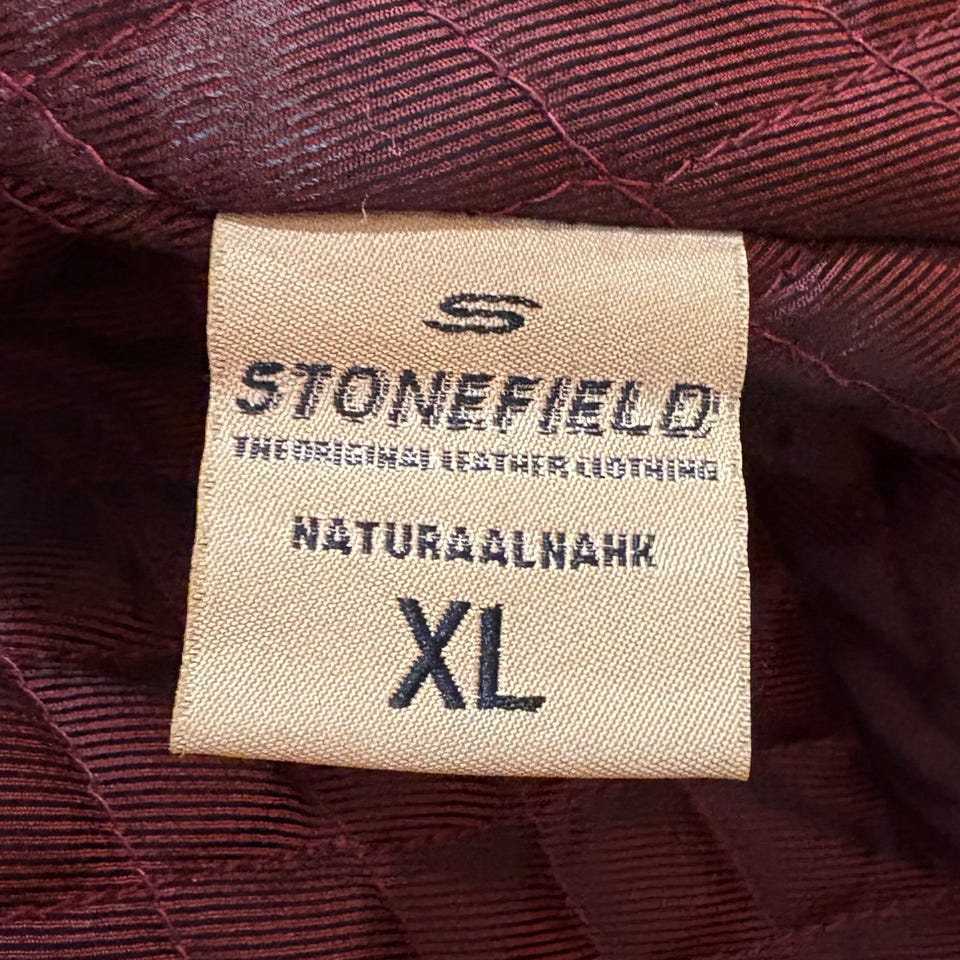 S
STONEFIELD
THE ORIGINAL LEATHER CLOTHING
NATURAALNAHK
XL